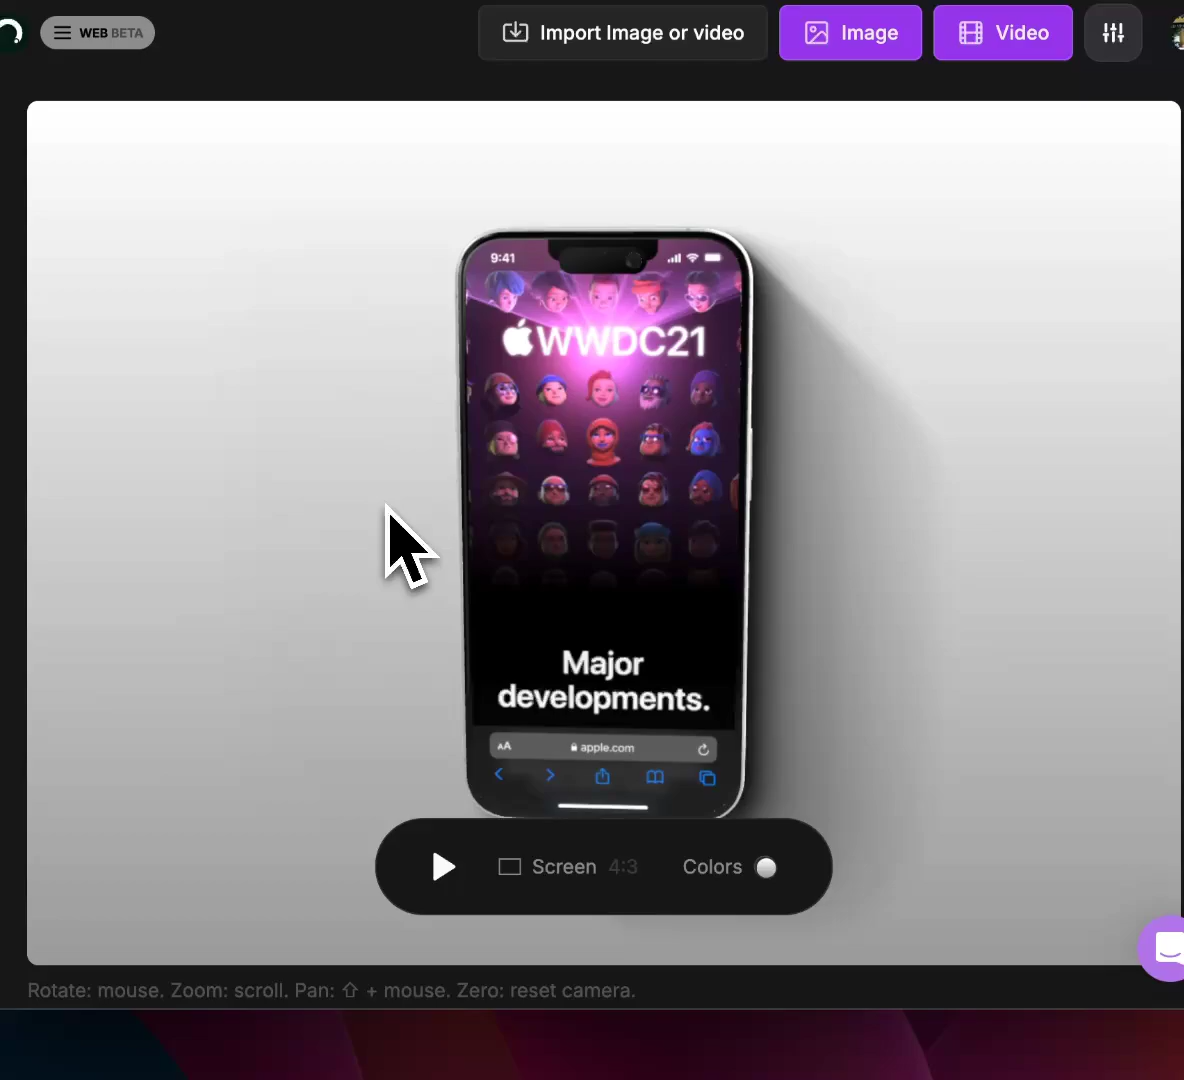 WEB BETA
Import Image or video
Image
Video
9:41
WWDC21
Major
developments.
AA
apple.com
Screen 4:3
Colors
Rotate: mouse. Zoom: scroll. Pan: ⇧ + mouse. Zero: reset camera.